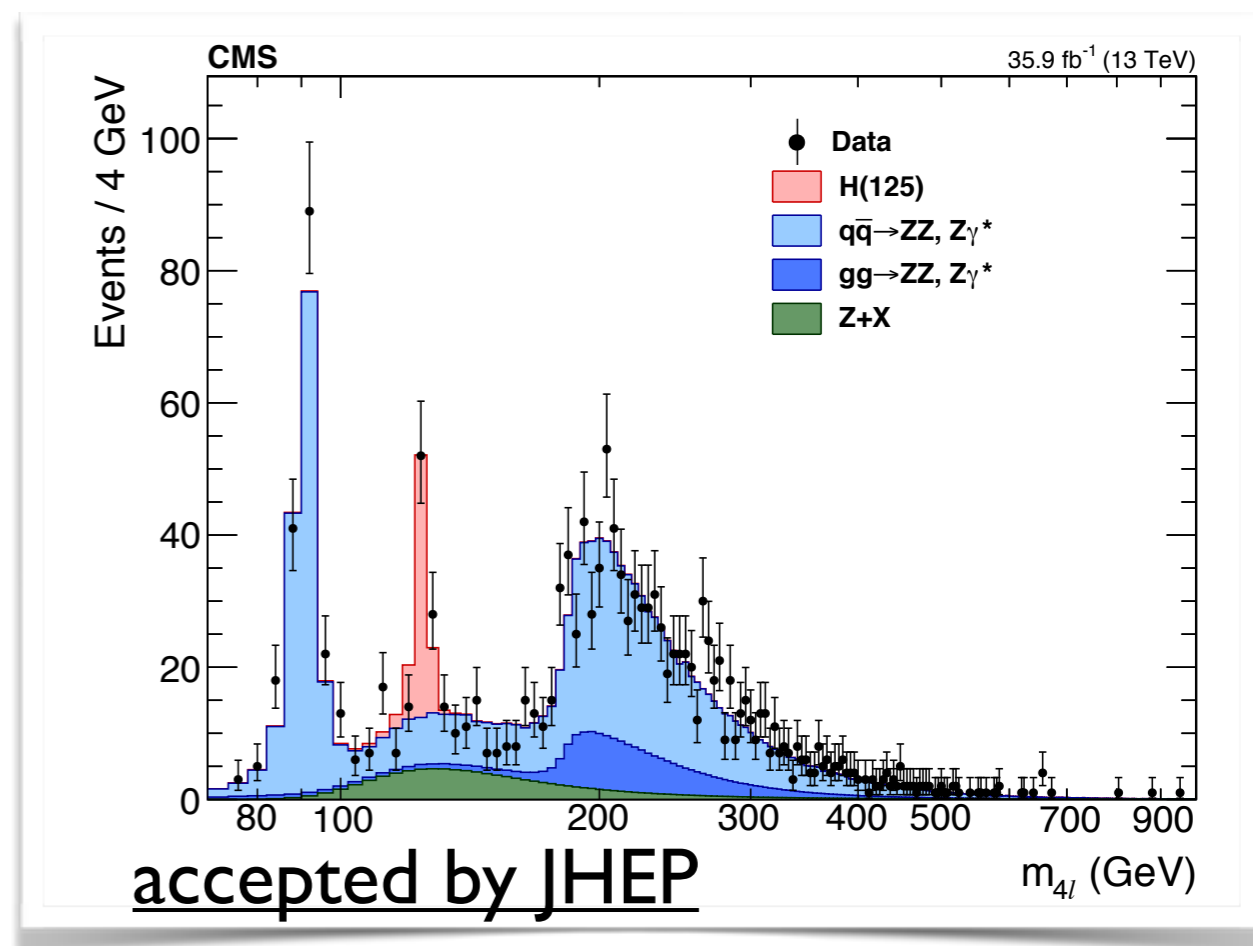 CMS
35.9 fb⁻¹ (13 TeV)
Events / 4 GeV
100
80
60
40
20
0
Data
H(125)
qq̅→ZZ, Zγ*
gg→ZZ, Zγ*
Z+X
80 100 200 300 400 500 700 900
m₄ₗ (GeV)
accepted by JHEP